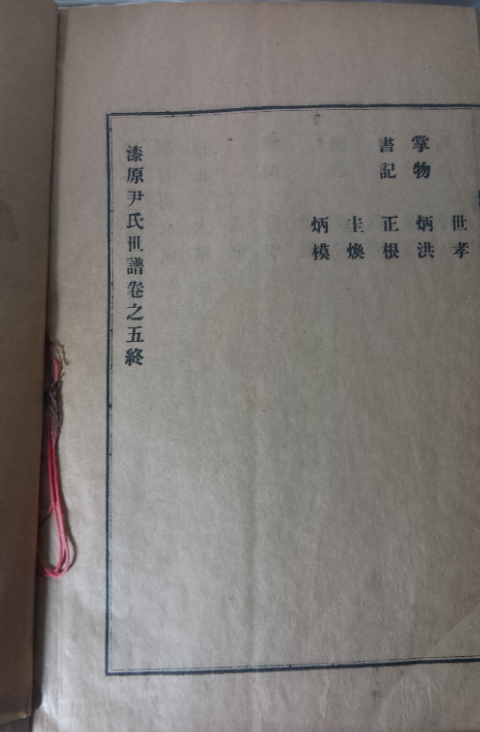 世孝
掌物 炳洪
書記 正根
圭煥
炳模
漆原尹氏世譜卷之五終